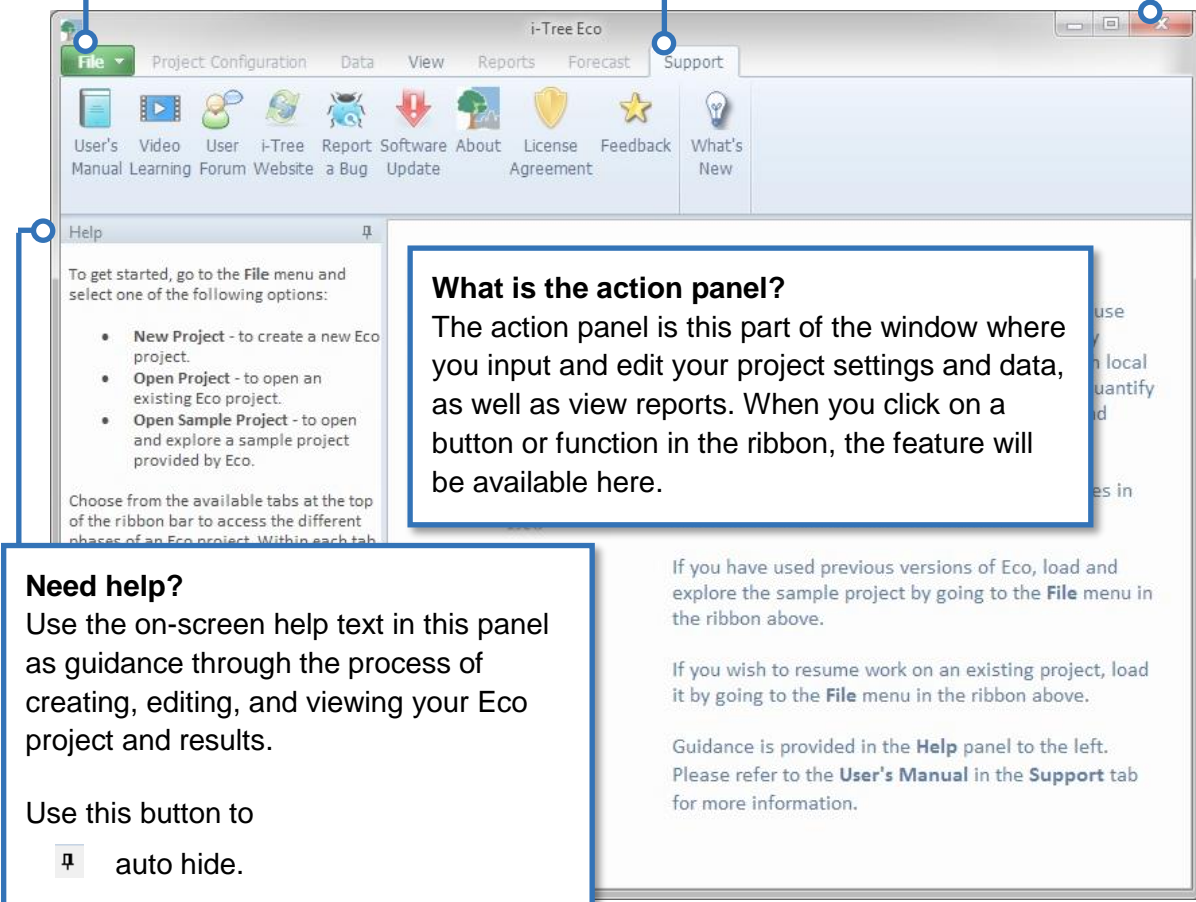 i-Tree Eco
File Project Configuration Data View Reports Forecast Support
User's Manual
Video Learning
User Forum
i-Tree Website
Report a Bug
Software Update
About
License Agreement
Feedback
What's New
Help
To get started, go to the File menu and
select one of the following options:
• New Project - to create a new Eco
project.
• Open Project - to open an
existing Eco project.
• Open Sample Project - to open
and explore a sample project
provided by Eco.
Choose from the available tabs at the top
of the ribbon bar to access the different
phases of an Eco project. Within each tab
What is the action panel?
The action panel is this part of the window where
you input and edit your project settings and data,
as well as view reports. When you click on a
button or function in the ribbon, the feature will
be available here.
use
local
es in
Need help?
Use the on-screen help text in this panel
as guidance through the process of
creating, editing, and viewing your Eco
project and results.
Use this button to
auto hide.
If you have used previous versions of Eco, load and
explore the sample project by going to the File menu in
the ribbon above.
If you wish to resume work on an existing project, load
it by going to the File menu in the ribbon above.
Guidance is provided in the Help panel to the left.
Please refer to the User's Manual in the Support tab
for more information.